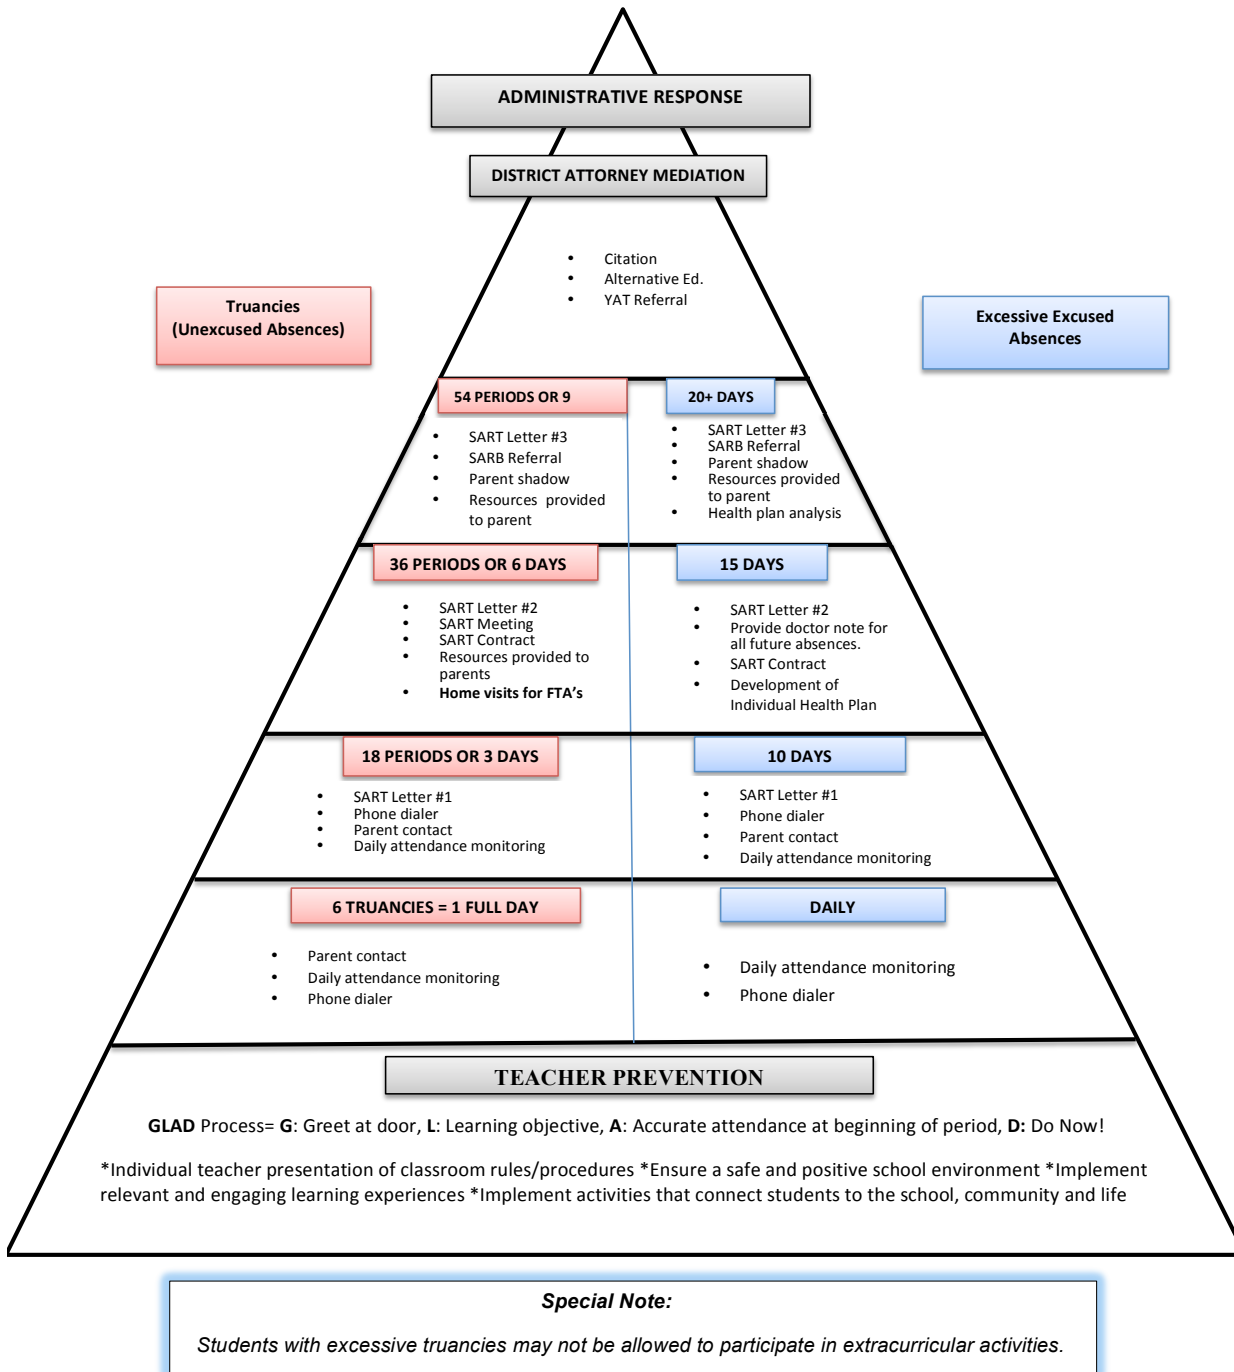 ADMINISTRATIVE RESPONSE
DISTRICT ATTORNEY MEDIATION
• Citation
• Alternative Ed.
• YAT Referral
Truancies
(Unexcused Absences)
Excessive Excused
Absences
54 PERIODS OR 9
• SART Letter #3
• SARB Referral
• Parent shadow
• Resources provided
to parent
20+ DAYS
• SART Letter #3
• SARB Referral
• Parent shadow
• Resources provided
to parent
• Health plan analysis
36 PERIODS OR 6 DAYS
• SART Letter #2
• SART Meeting
• SART Contract
• Resources provided to
parents
• Home visits for FTA's
15 DAYS
• SART Letter #2
• Provide doctor note for
all future absences.
• SART Contract
• Development of
Individual Health Plan
18 PERIODS OR 3 DAYS
• SART Letter #1
• Phone dialer
• Parent contact
• Daily attendance monitoring
10 DAYS
• SART Letter #1
• Phone dialer
• Parent contact
• Daily attendance monitoring
6 TRUANCIES = 1 FULL DAY
• Parent contact
• Daily attendance monitoring
• Phone dialer
DAILY
• Daily attendance monitoring
• Phone dialer
TEACHER PREVENTION
GLAD Process= G: Greet at door, L: Learning objective, A: Accurate attendance at beginning of period, D: Do Now!
*Individual teacher presentation of classroom rules/procedures *Ensure a safe and positive school environment *Implement
relevant and engaging learning experiences *Implement activities that connect students to the school, community and life
Special Note:
Students with excessive truancies may not be allowed to participate in extracurricular activities.